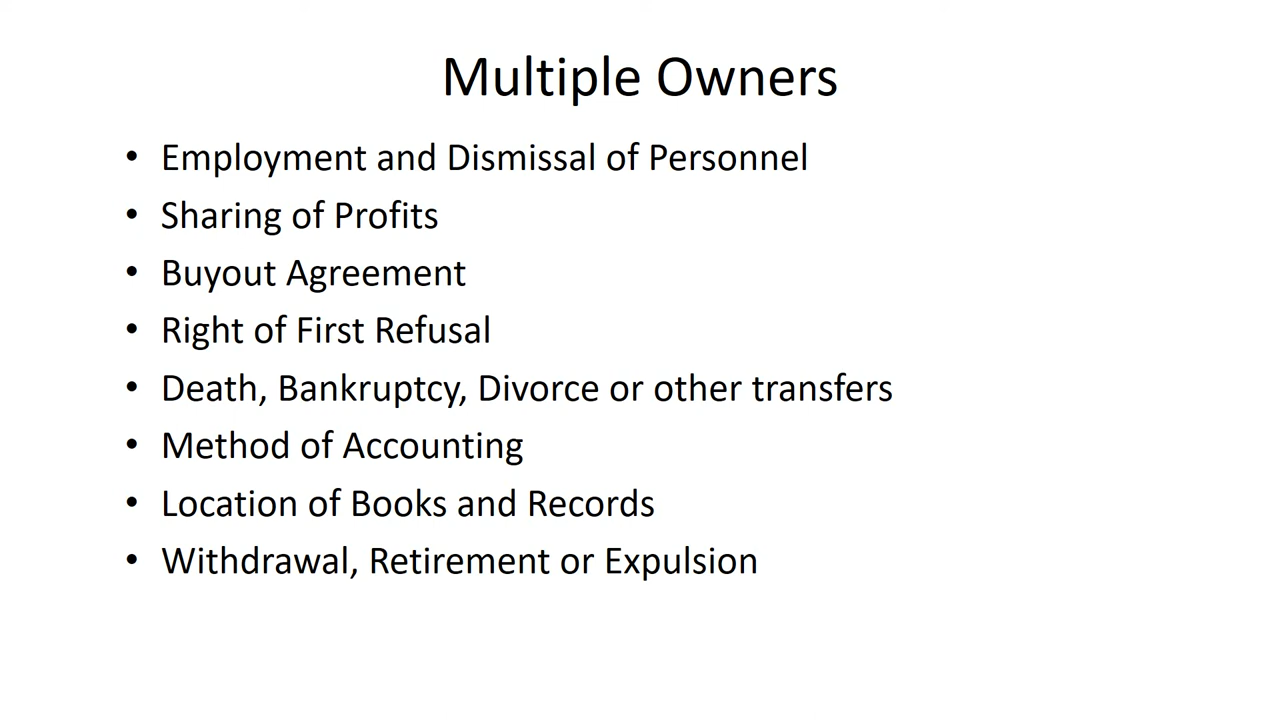 Multiple Owners
• Employment and Dismissal of Personnel
• Sharing of Profits
• Buyout Agreement
• Right of First Refusal
• Death, Bankruptcy, Divorce or other transfers
• Method of Accounting
• Location of Books and Records
• Withdrawal, Retirement or Expulsion